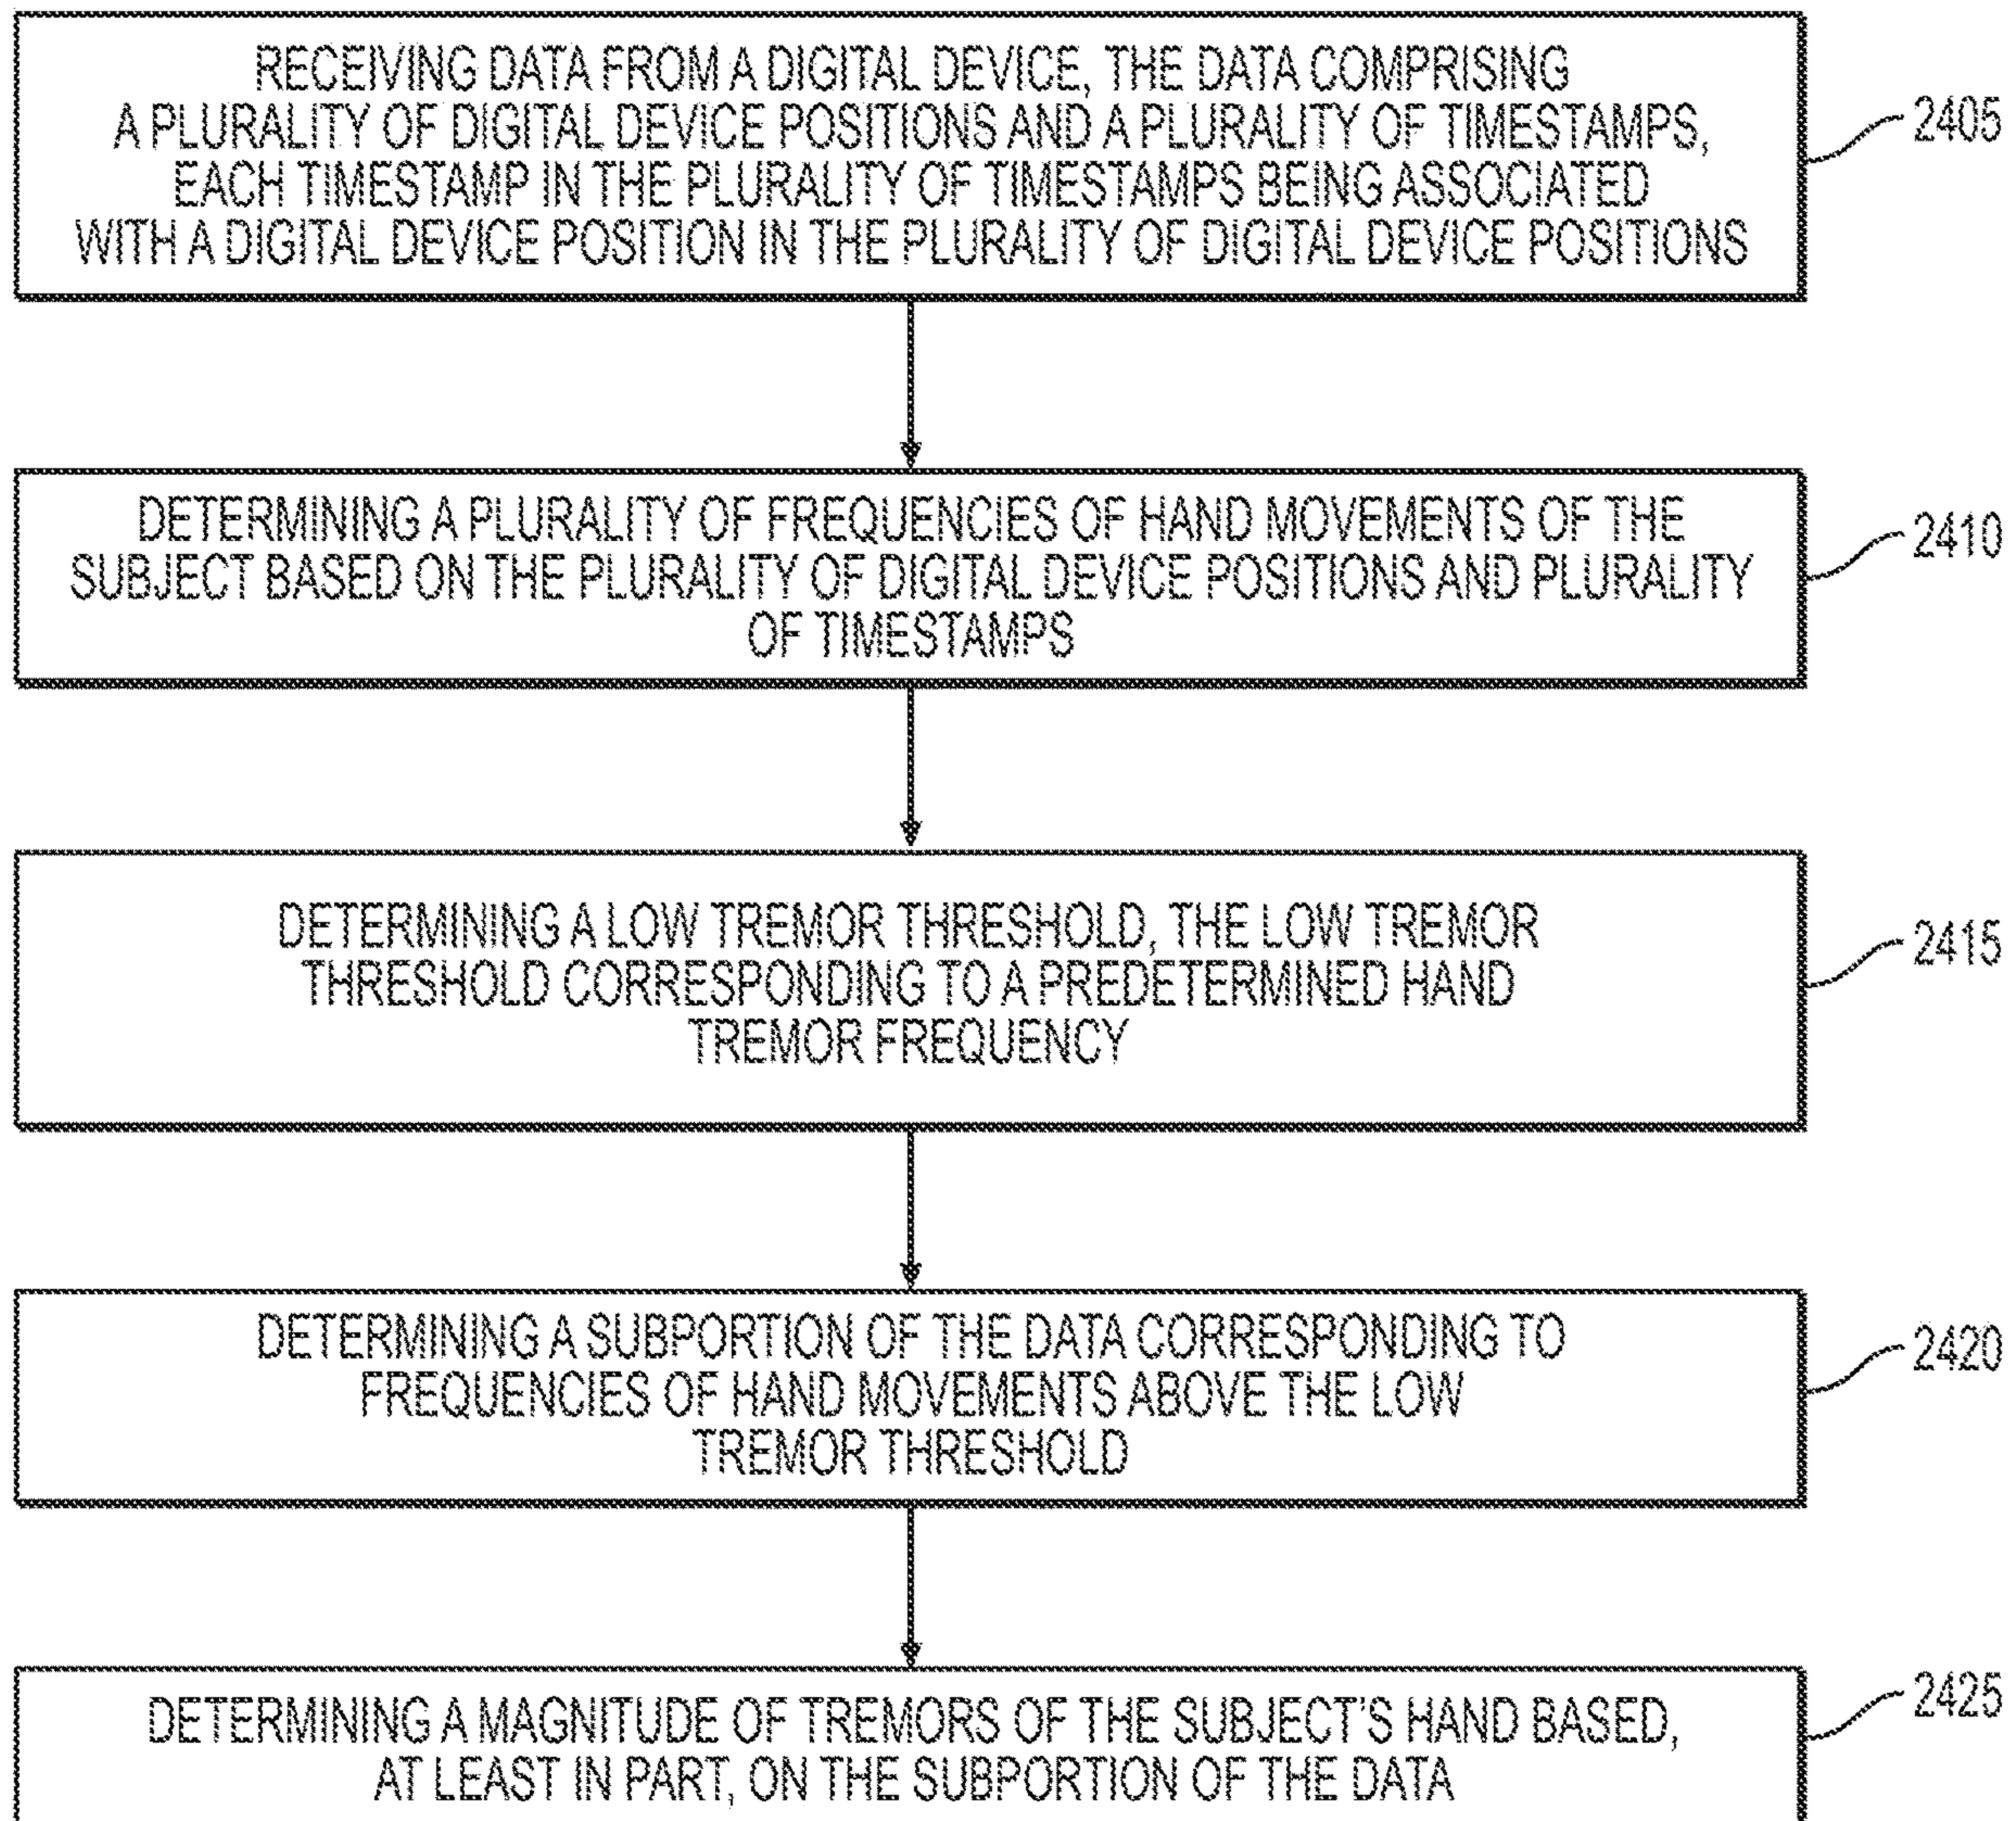 RECEIVING DATA FROM A DIGITAL DEVICE, THE DATA COMPRISING
A PLURALITY OF DIGITAL DEVICE POSITIONS AND A PLURALITY OF TIMESTAMPS,
EACH TIMESTAMP IN THE PLURALITY OF TIMESTAMPS BEING ASSOCIATED
WITH A DIGITAL DEVICE POSITION IN THE PLURALITY OF DIGITAL DEVICE POSITIONS
2405
DETERMINING A PLURALITY OF FREQUENCIES OF HAND MOVEMENTS OF THE
SUBJECT BASED ON THE PLURALITY OF DIGITAL DEVICE POSITIONS AND PLURALITY
OF TIMESTAMPS
2410
DETERMINING A LOW TREMOR THRESHOLD, THE LOW TREMOR
THRESHOLD CORRESPONDING TO A PREDETERMINED HAND
TREMOR FREQUENCY
2415
DETERMINING A SUBPORTION OF THE DATA CORRESPONDING TO
FREQUENCIES OF HAND MOVEMENTS ABOVE THE LOW
TREMOR THRESHOLD
2420
DETERMINING A MAGNITUDE OF TREMORS OF THE SUBJECT'S HAND BASED,
AT LEAST IN PART, ON THE SUBPORTION OF THE DATA
2425